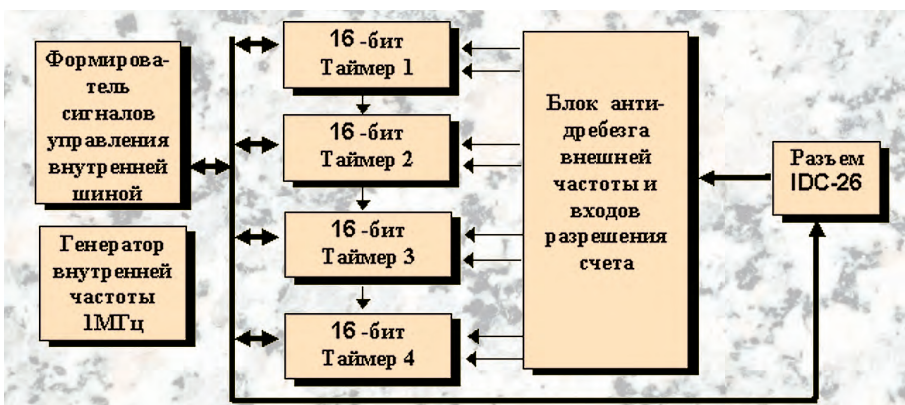 Формирова-
тель
сигналов
управления
внутренней
шиной
Генератор
внутренней
частоты
1МГц
16 -бит
Таймер 1
16 -бит
Таймер 2
16 -бит
Таймер 3
16 -бит
Таймер 4
Блок анти-
дребезга
внешней
частоты и
входов
разрешения
счета
Разъем
IDC-26